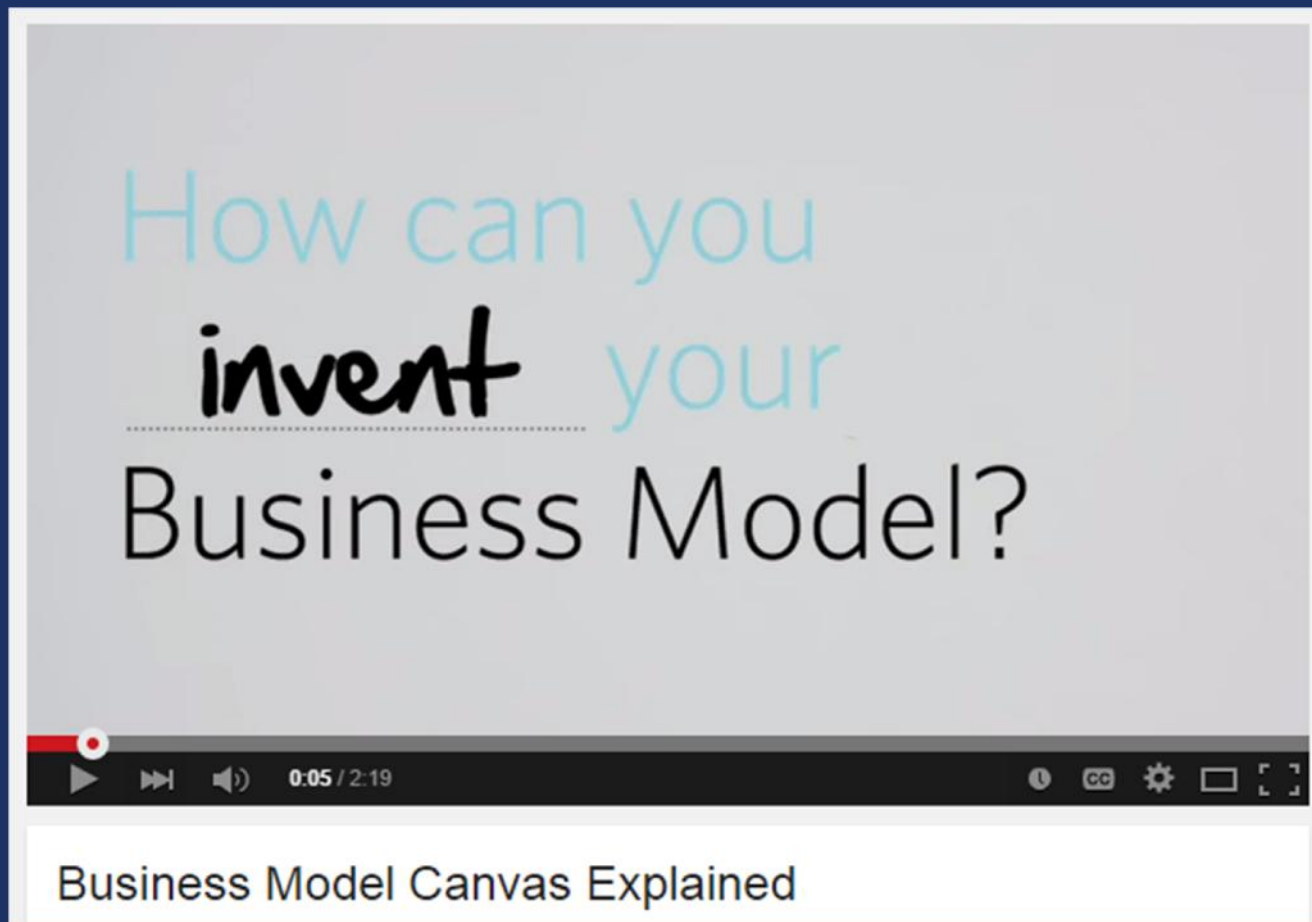 How can you
invent your
Business Model?
0:05 / 2:19
CC
Business Model Canvas Explained